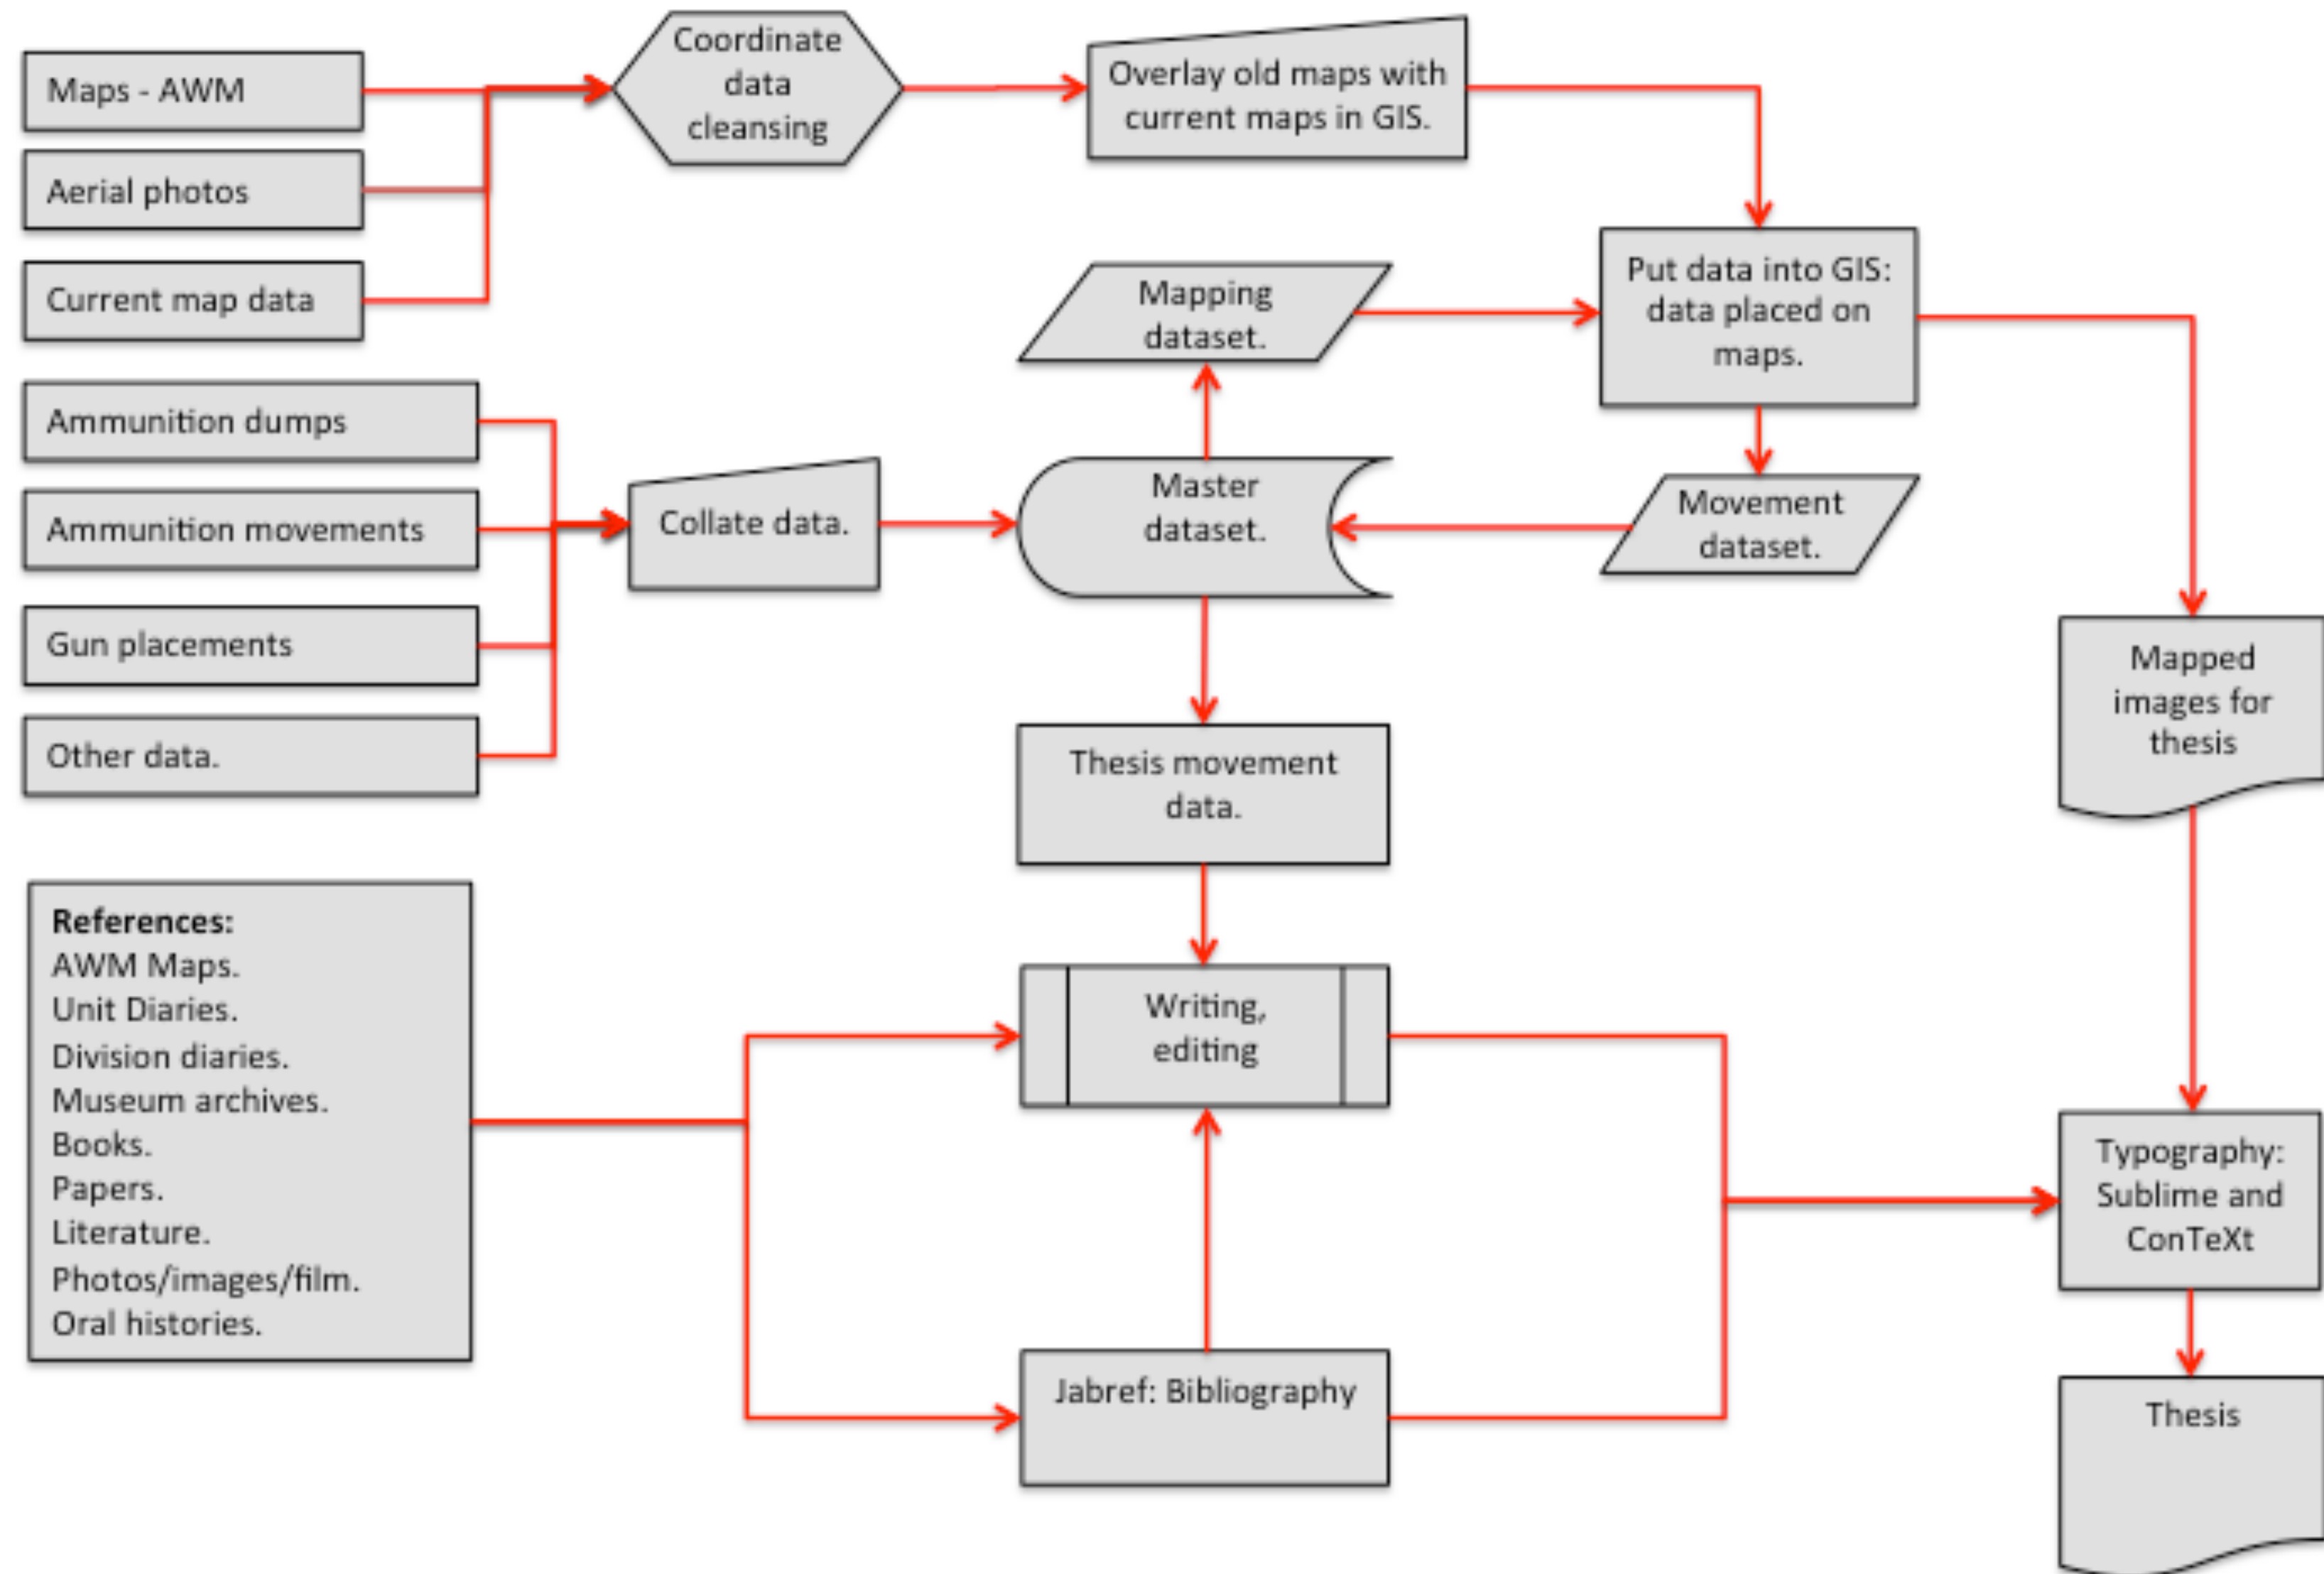 Maps - AWM
Aerial photos
Current map data
Coordinate
data
cleansing
Overlay old maps with
current maps in GIS.
Put data into GIS:
data placed on
maps.
Mapping
dataset.
Ammunition dumps
Ammunition movements
Gun placements
Other data.
Collate data.
Master
dataset.
Movement
dataset.
Mapped
images for
thesis
Thesis movement
data.
References:
AWM Maps.
Unit Diaries.
Division diaries.
Museum archives.
Books.
Papers.
Literature.
Photos/images/film.
Oral histories.
Writing,
editing
Jabref: Bibliography
Typography:
Sublime and
ConTeXt
Thesis